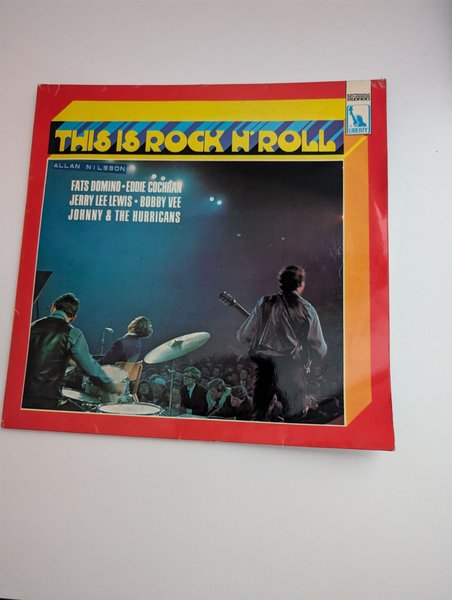 STEREO
LIBERTY
THIS IS ROCK N' ROLL
ALLAN NILSSON
FATS DOMINO • EDDIE COCHRAN
JERRY LEE LEWIS • BOBBY VEE
JOHNNY & THE HURRICANS